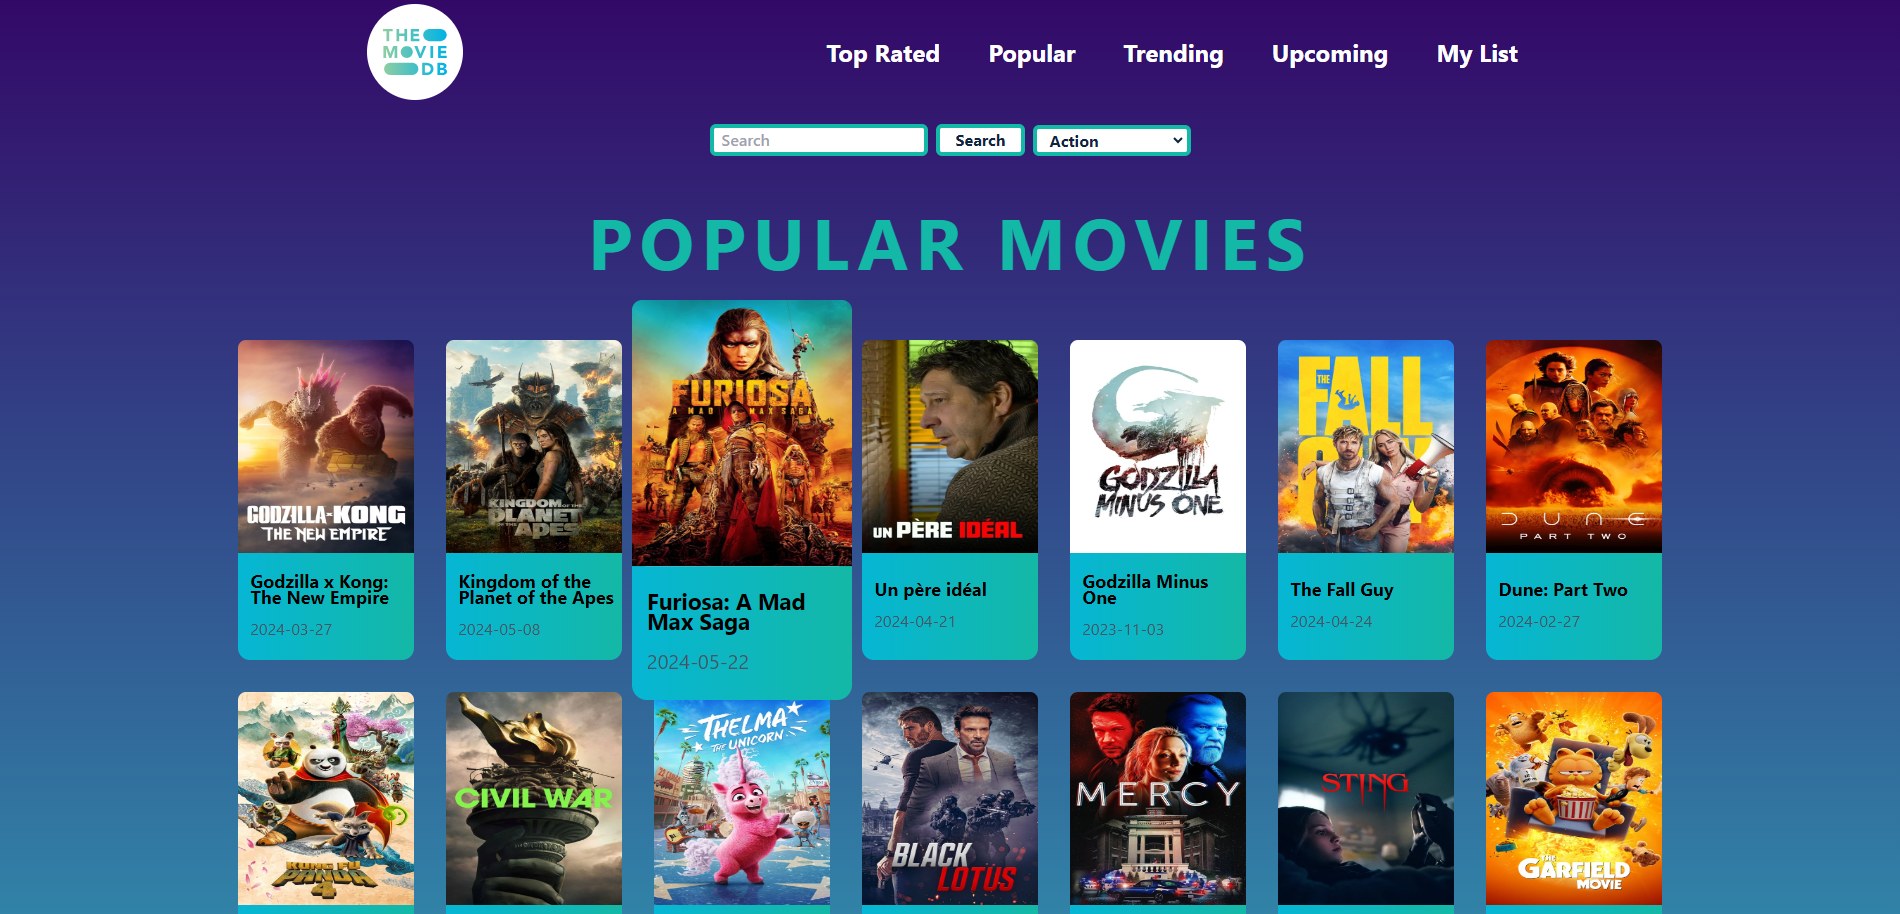 THE
MOVIE
DB
Top Rated
Popular
Trending
Upcoming
My List
Search
Search
Action
POPULAR MOVIES
GODZILLA x KONG
THE NEW EMPIRE
Godzilla x Kong:
The New Empire
2024-03-27
KINGDOM OF THE
PLANET
OF THE
APES
Kingdom of the
Planet of the Apes
2024-05-08
FURIOSA
A MAD MAX SAGA
Furiosa: A Mad
Max Saga
2024-05-22
UN PÈRE IDÉAL
Un père idéal
2024-04-21
GODZILLA
MINUS ONE
Godzilla Minus
One
2023-11-03
THE
FALL
GUY
The Fall Guy
2024-04-24
DUNE
PART TWO
Dune: Part Two
2024-02-27
KUNG FU
PANDA
4
CIVIL WAR
THELMA
THE UNICORN
BLACK
LOTUS
MERCY
STING
THE
GARFIELD
MOVIE